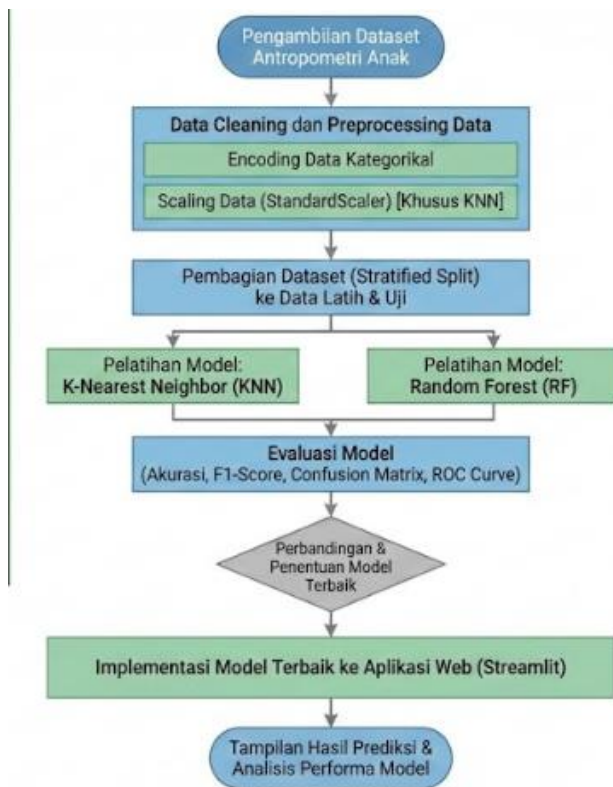 Pengambilan Dataset
Antropometri Anak
Data Cleaning dan Preprocessing Data
Encoding Data Kategorikal
Scaling Data (StandardScaler) [Khusus KNN]
Pembagian Dataset (Stratified Split)
ke Data Latih & Uji
Pelatihan Model:
K-Nearest Neighbor (KNN)
Pelatihan Model:
Random Forest (RF)
Evaluasi Model
(Akurasi, F1-Score, Confusion Matrix, ROC Curve)
Perbandingan &
Penentuan Model
Terbaik
Implementasi Model Terbaik ke Aplikasi Web (Streamlit)
Tampilan Hasil Prediksi &
Analisis Performa Model